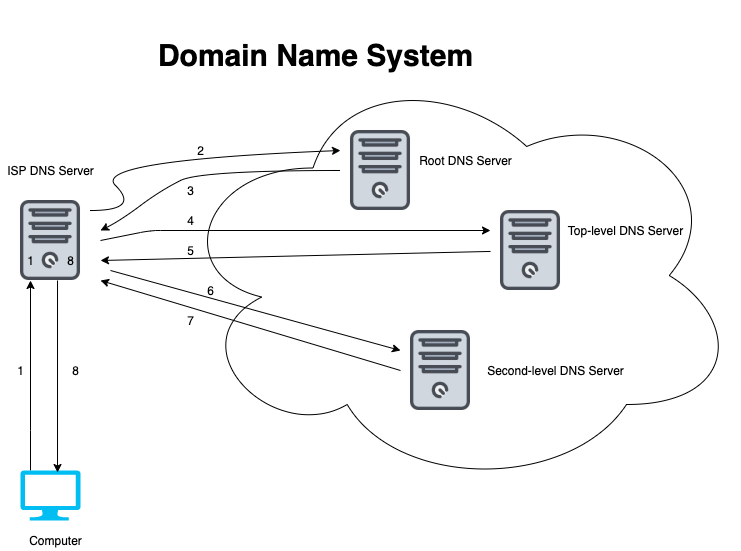 Domain Name System
2
Root DNS Server
ISP DNS Server
3
4
Top-level DNS Server
5
1 8
6
7
1
8
Second-level DNS Server
Computer